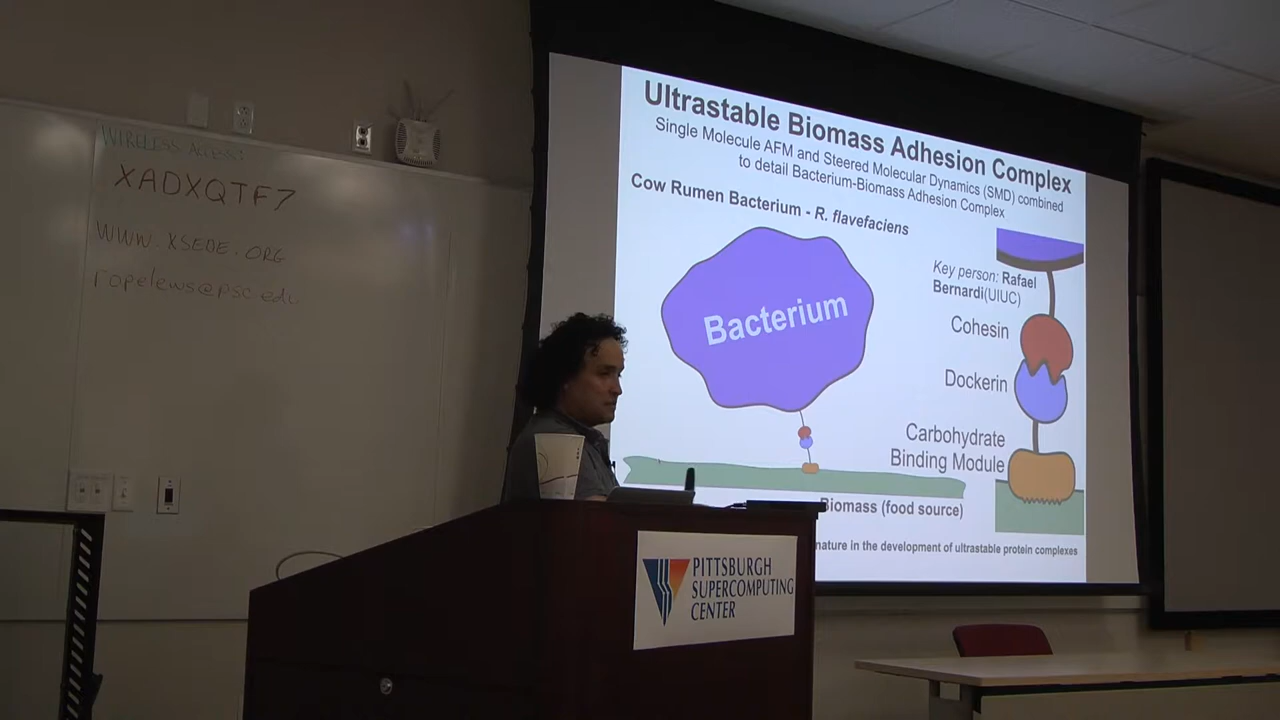 WIRELESS ACCESS:
XADXQTF7
WWW.XSEDE.ORG
ropelews@psc.edu
Ultrastable Biomass Adhesion Complex
Single Molecule AFM and Steered Molecular Dynamics (SMD) combined
to detail Bacterium-Biomass Adhesion Complex
Cow Rumen Bacterium - R. flavefaciens
Bacterium
Key person: Rafael
Bernardi(UIUC)
Cohesin
Dockerin
Carbohydrate
Binding Module
Biomass (food source)
nature in the development of ultrastable protein complexes
PITTSBURGH
SUPERCOMPUTING
CENTER